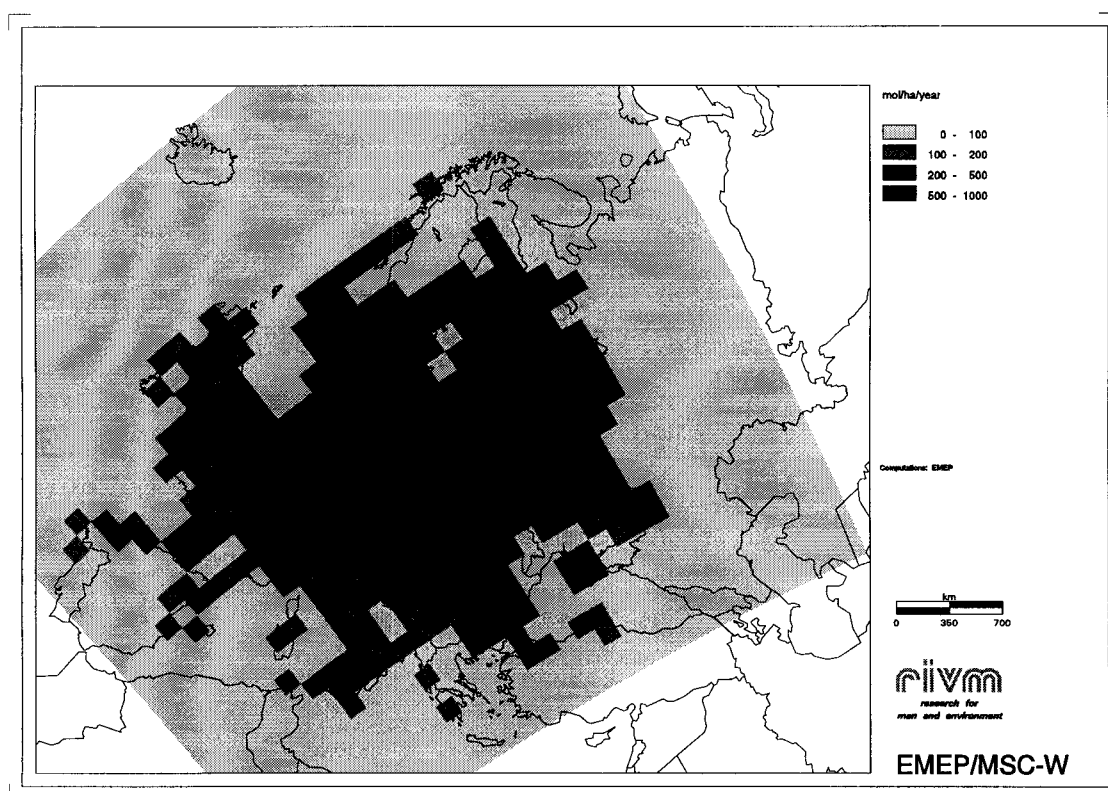 mol/ha/year
0 - 100
100 - 200
200 - 500
500 - 1000
Computations: EMEP
km
0 350 700
rivm
research for
man and environment
EMEP/MSC-W